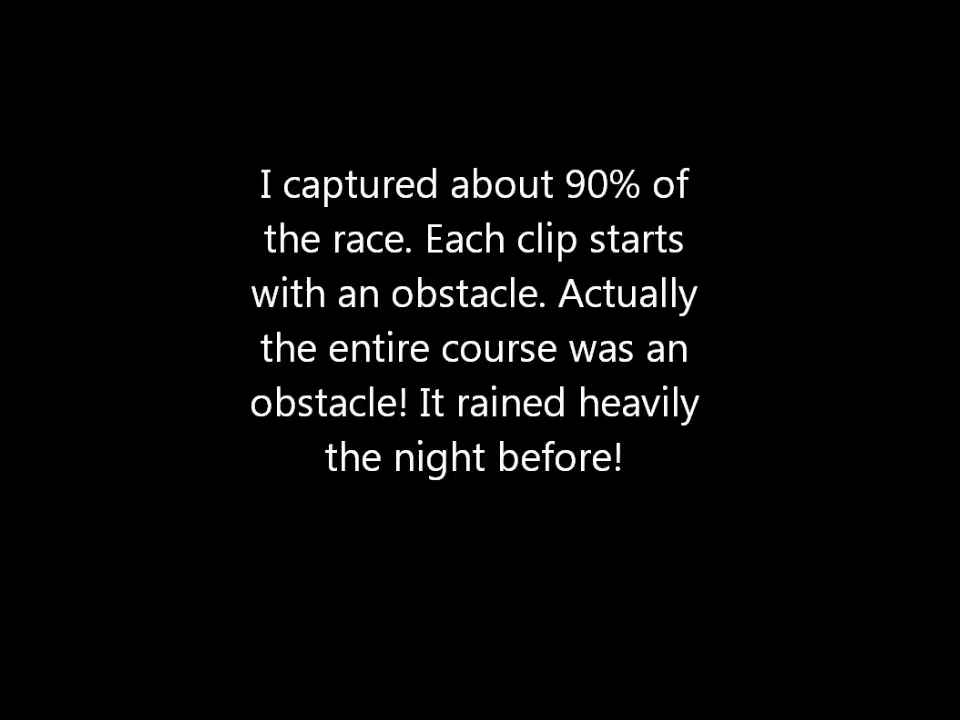 I captured about 90% of
the race. Each clip starts
with an obstacle. Actually
the entire course was an
obstacle! It rained heavily
the night before!